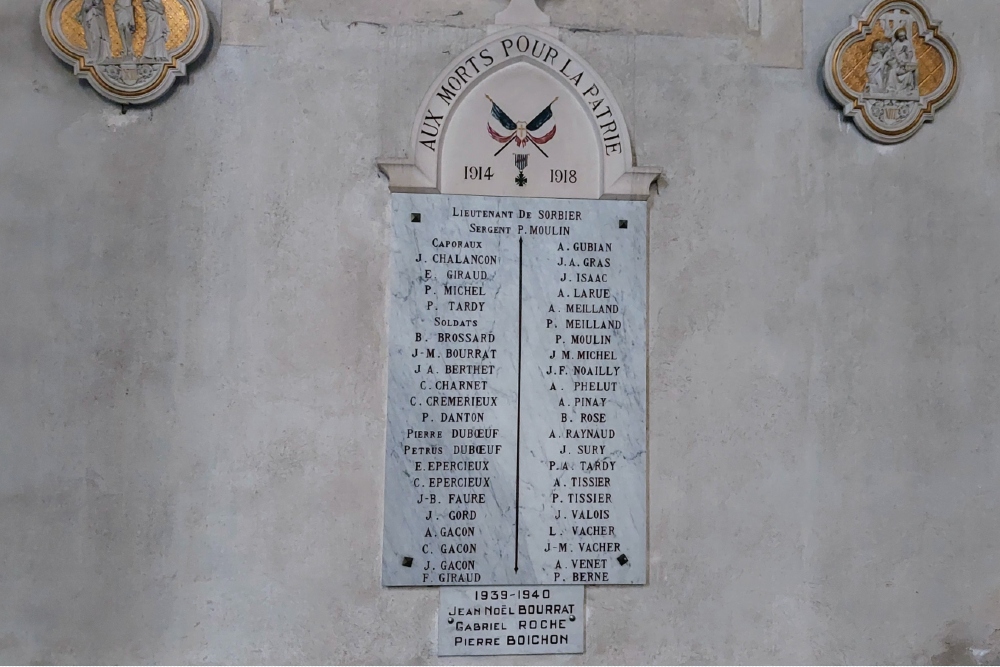 AUX MORTS POUR LA PATRIE
1914 1918
LIEUTENANT DE SORBIER
SERGENT P. MOULIN
CAPORAUX
J. CHALANCON
E. GIRAUD
P. MICHEL
P. TARDY
SOLDATS
B. BROSSARD
J-M. BOURRAT
J A. BERTHET
C. CHARNET
C. CREMERIEUX
P. DANTON
PIERRE DUBŒUF
PETRUS DUBŒUF
E. EPERCIEUX
C. EPERCIEUX
J-B. FAURE
J. GORD
A. GACON
C. GACON
J. GACON
F. GIRAUD
A. GUBIAN
J.A. GRAS
J. ISAAC
A. LARUE
A. MEILLAND
P. MEILLAND
P. MOULIN
J M. MICHEL
J.F. NOAILLY
A. PHELUT
A. PINAY
B. ROSE
A. RAYNAUD
J. SURY
P.A. TARDY
A. TISSIER
P. TISSIER
J. VALOIS
L. VACHER
J-M. VACHER
A. VENET
P. BERNE
1939-1940
JEAN NOËL BOURRAT
GABRIEL ROCHE
PIERRE BOICHON